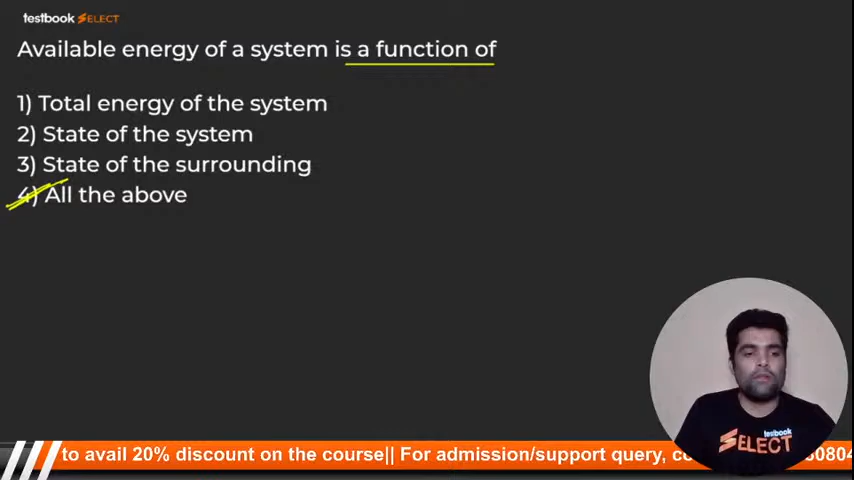 testbook SELECT
Available energy of a system is a function of
1) Total energy of the system
2) State of the system
3) State of the surrounding
4) All the above
testbook
SELECT
to avail 20% discount on the course|| For admission/support query,